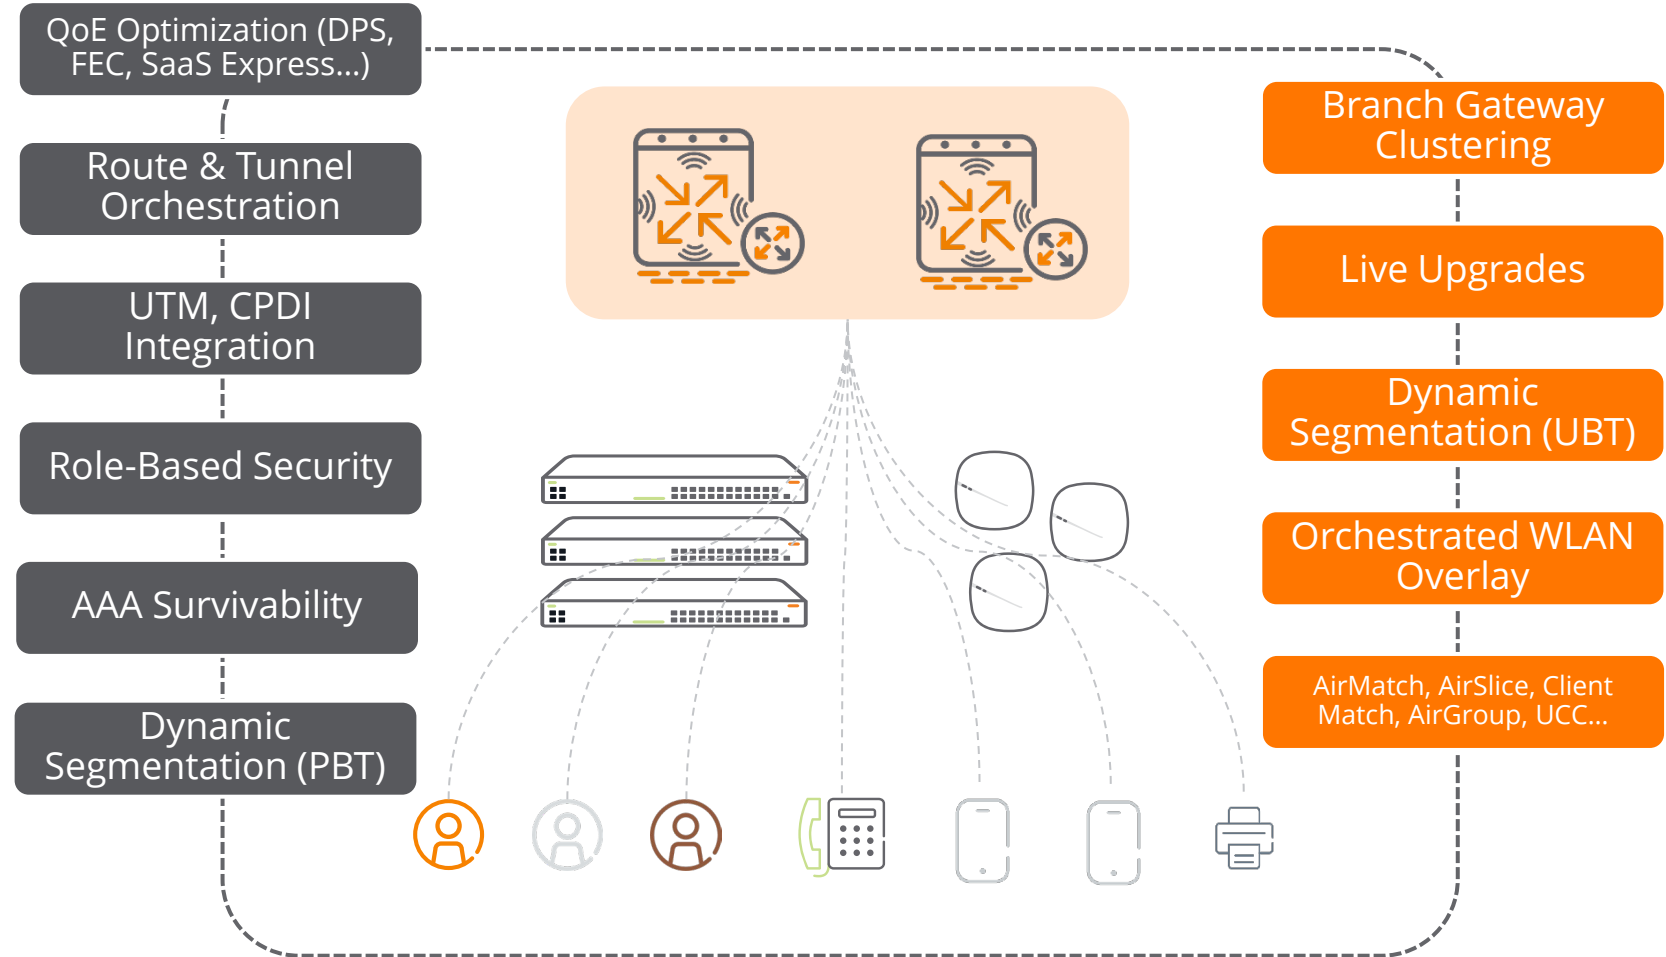 QoE Optimization (DPS,
FEC, SaaS Express...)
Route & Tunnel
Orchestration
UTM, CPDI
Integration
Role-Based Security
AAA Survivability
Dynamic
Segmentation (PBT)
Branch Gateway
Clustering
Live Upgrades
Dynamic
Segmentation (UBT)
Orchestrated WLAN
Overlay
AirMatch, AirSlice, Client
Match, AirGroup, UCC...